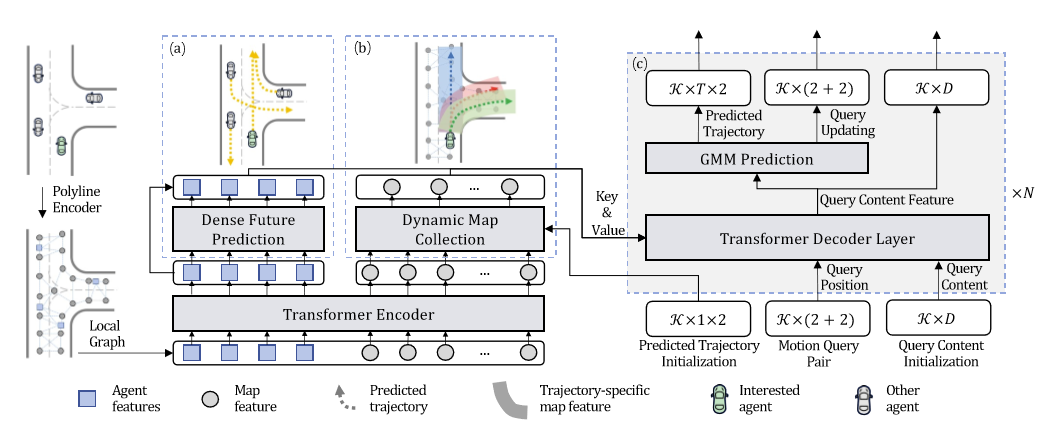 (a)
(b)
(c)
𝒦×T×2
𝒦×(2 + 2)
𝒦×D
Predicted
Trajectory
Query
Updating
GMM Prediction
Polyline
Encoder
Key
&
Value
Query Content Feature
×N
Dense Future
Prediction
Dynamic Map
Collection
...
Transformer Decoder Layer
...
Query
Position
Query
Content
Transformer Encoder
𝒦×1×2
𝒦×(2 + 2)
𝒦×D
Local
Graph
...
Predicted Trajectory
Initialization
Motion Query
Pair
Query Content
Initialization
Agent
features
Map
feature
Predicted
trajectory
Trajectory-specific
map feature
Interested
agent
Other
agent